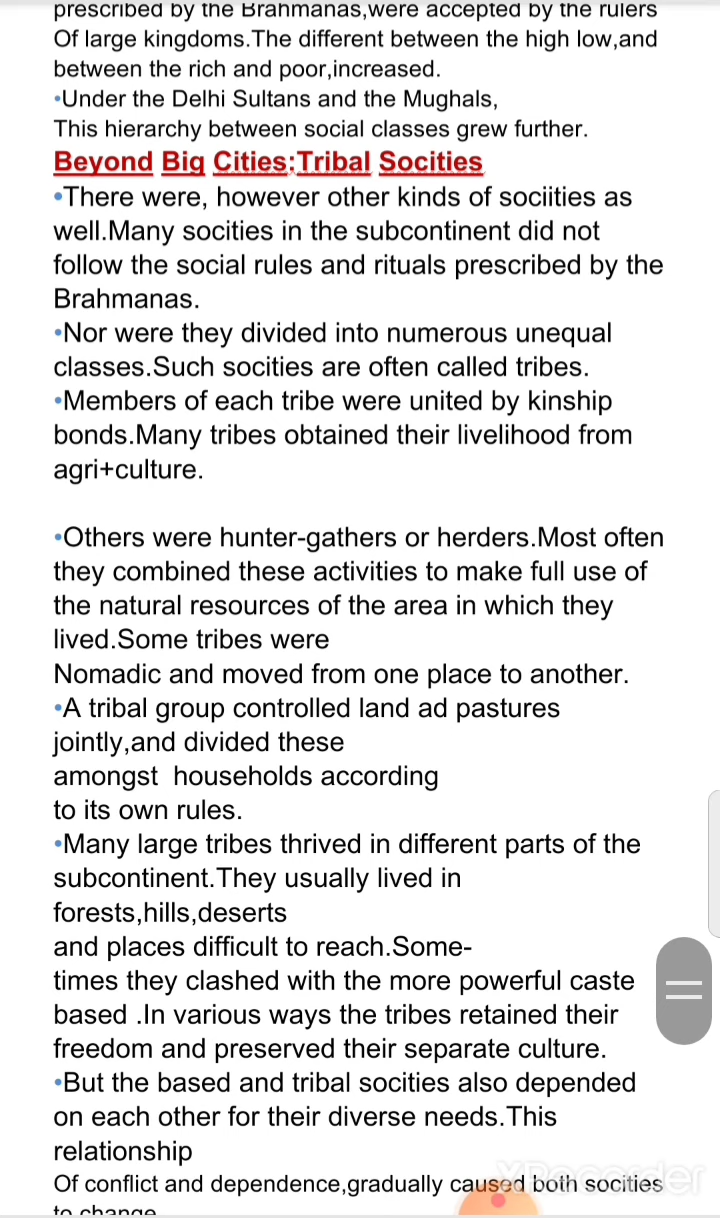 prescribed by the Brahmanas,were accepted by the rulers
Of large kingdoms.The different between the high low,and
between the rich and poor,increased.
•Under the Delhi Sultans and the Mughals,
This hierarchy between social classes grew further.
Beyond Big Cities:Tribal Socities
•There were, however other kinds of sociities as
well.Many socities in the subcontinent did not
follow the social rules and rituals prescribed by the
Brahmanas.
•Nor were they divided into numerous unequal
classes.Such socities are often called tribes.
•Members of each tribe were united by kinship
bonds.Many tribes obtained their livelihood from
agri+culture.
•Others were hunter-gathers or herders.Most often
they combined these activities to make full use of
the natural resources of the area in which they
lived.Some tribes were
Nomadic and moved from one place to another.
•A tribal group controlled land ad pastures
jointly,and divided these
amongst  households according
to its own rules.
•Many large tribes thrived in different parts of the
subcontinent.They usually lived in
forests,hills,deserts
and places difficult to reach.Some-
times they clashed with the more powerful caste
based .In various ways the tribes retained their
freedom and preserved their separate culture.
•But the based and tribal socities also depended
on each other for their diverse needs.This
relationship
Of conflict and dependence,gradually caused both socities
to change
XRecorder